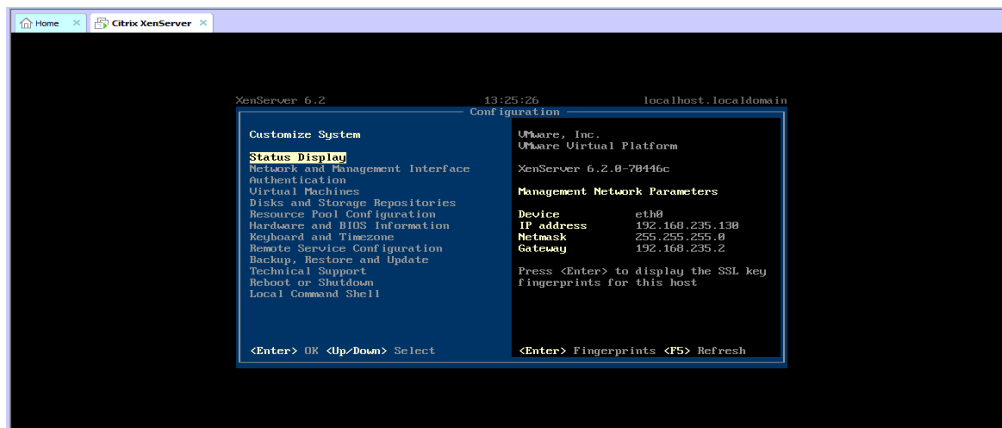 Home × Citrix XenServer ×
XenServer 6.2 13:25:26 localhost.localdomain
Configuration
Customize System
Status Display
Network and Management Interface
Authentication
Virtual Machines
Disks and Storage Repositories
Resource Pool Configuration
Hardware and BIOS Information
Keyboard and Timezone
Remote Service Configuration
Backup, Restore and Update
Technical Support
Reboot or Shutdown
Local Command Shell
<Enter> OK <Up/Down> Select
VMware, Inc.
VMware Virtual Platform
XenServer 6.2.0-70446c
Management Network Parameters
Device eth0
IP address 192.168.235.130
Netmask 255.255.255.0
Gateway 192.168.235.2
Press <Enter> to display the SSL key
fingerprints for this host
<Enter> Fingerprints <F5> Refresh